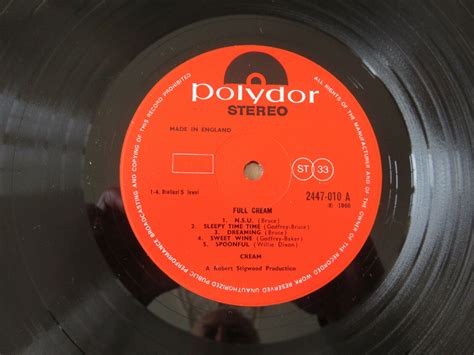 polydor
STEREO
MADE IN ENGLAND
ST 33
2447-010 A
℗ 1966
FULL CREAM
1. N.S.U. (Bruce)
2. SLEEPY TIME TIME (Godfrey-Bruce)
3. DREAMING (Bruce)
4. SWEET WINE (Godfrey-Baker)
5. SPOONFUL (Willie Dixon)
CREAM
A Robert Stigwood Production
ALL RIGHTS OF THE MANUFACTURER AND OF THE OWNER OF THE RECORDED WORK RESERVED. UNAUTHORIZED PUBLIC PERFORMANCE BROADCASTING AND COPYING OF THIS RECORD PROHIBITED